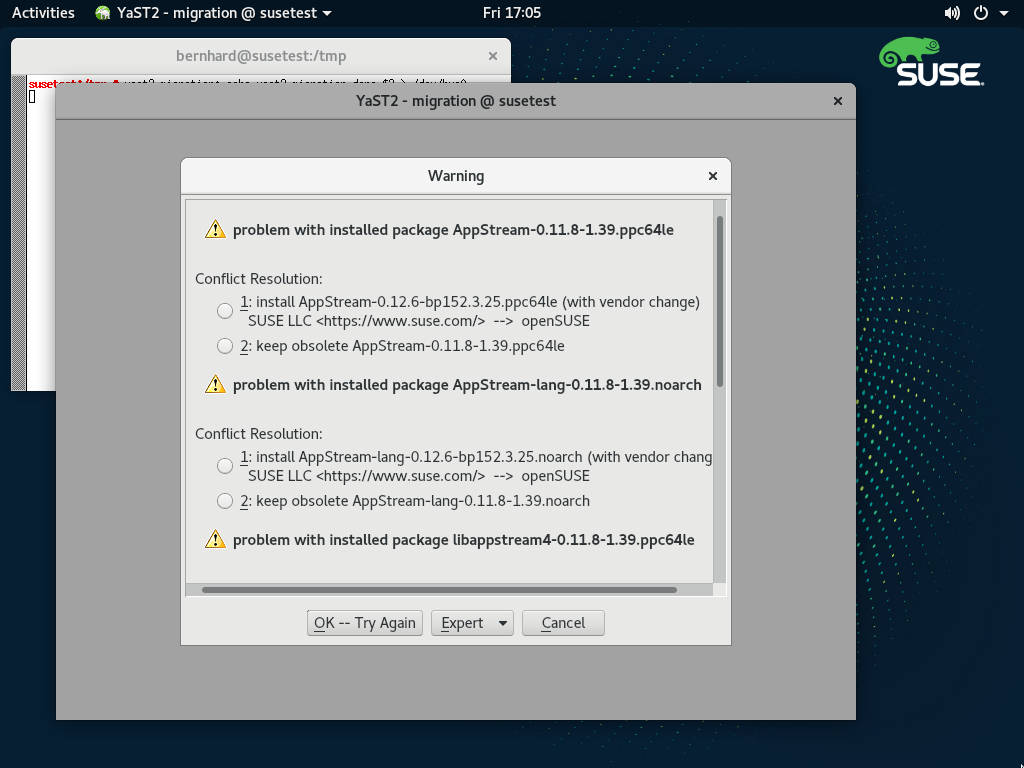 Activities YaST2 - migration @ susetest Fri 17:05
bernhard@susetest:/tmp
SUSE
YaST2 - migration @ susetest
Warning
problem with installed package AppStream-0.11.8-1.39.ppc64le
Conflict Resolution:
1: install AppStream-0.12.6-bp152.3.25.ppc64le (with vendor change)
SUSE LLC <https://www.suse.com/> --> openSUSE
2: keep obsolete AppStream-0.11.8-1.39.ppc64le
problem with installed package AppStream-lang-0.11.8-1.39.noarch
Conflict Resolution:
1: install AppStream-lang-0.12.6-bp152.3.25.noarch (with vendor chang
SUSE LLC <https://www.suse.com/> --> openSUSE
2: keep obsolete AppStream-lang-0.11.8-1.39.noarch
problem with installed package libappstream4-0.11.8-1.39.ppc64le
OK -- Try Again Expert Cancel